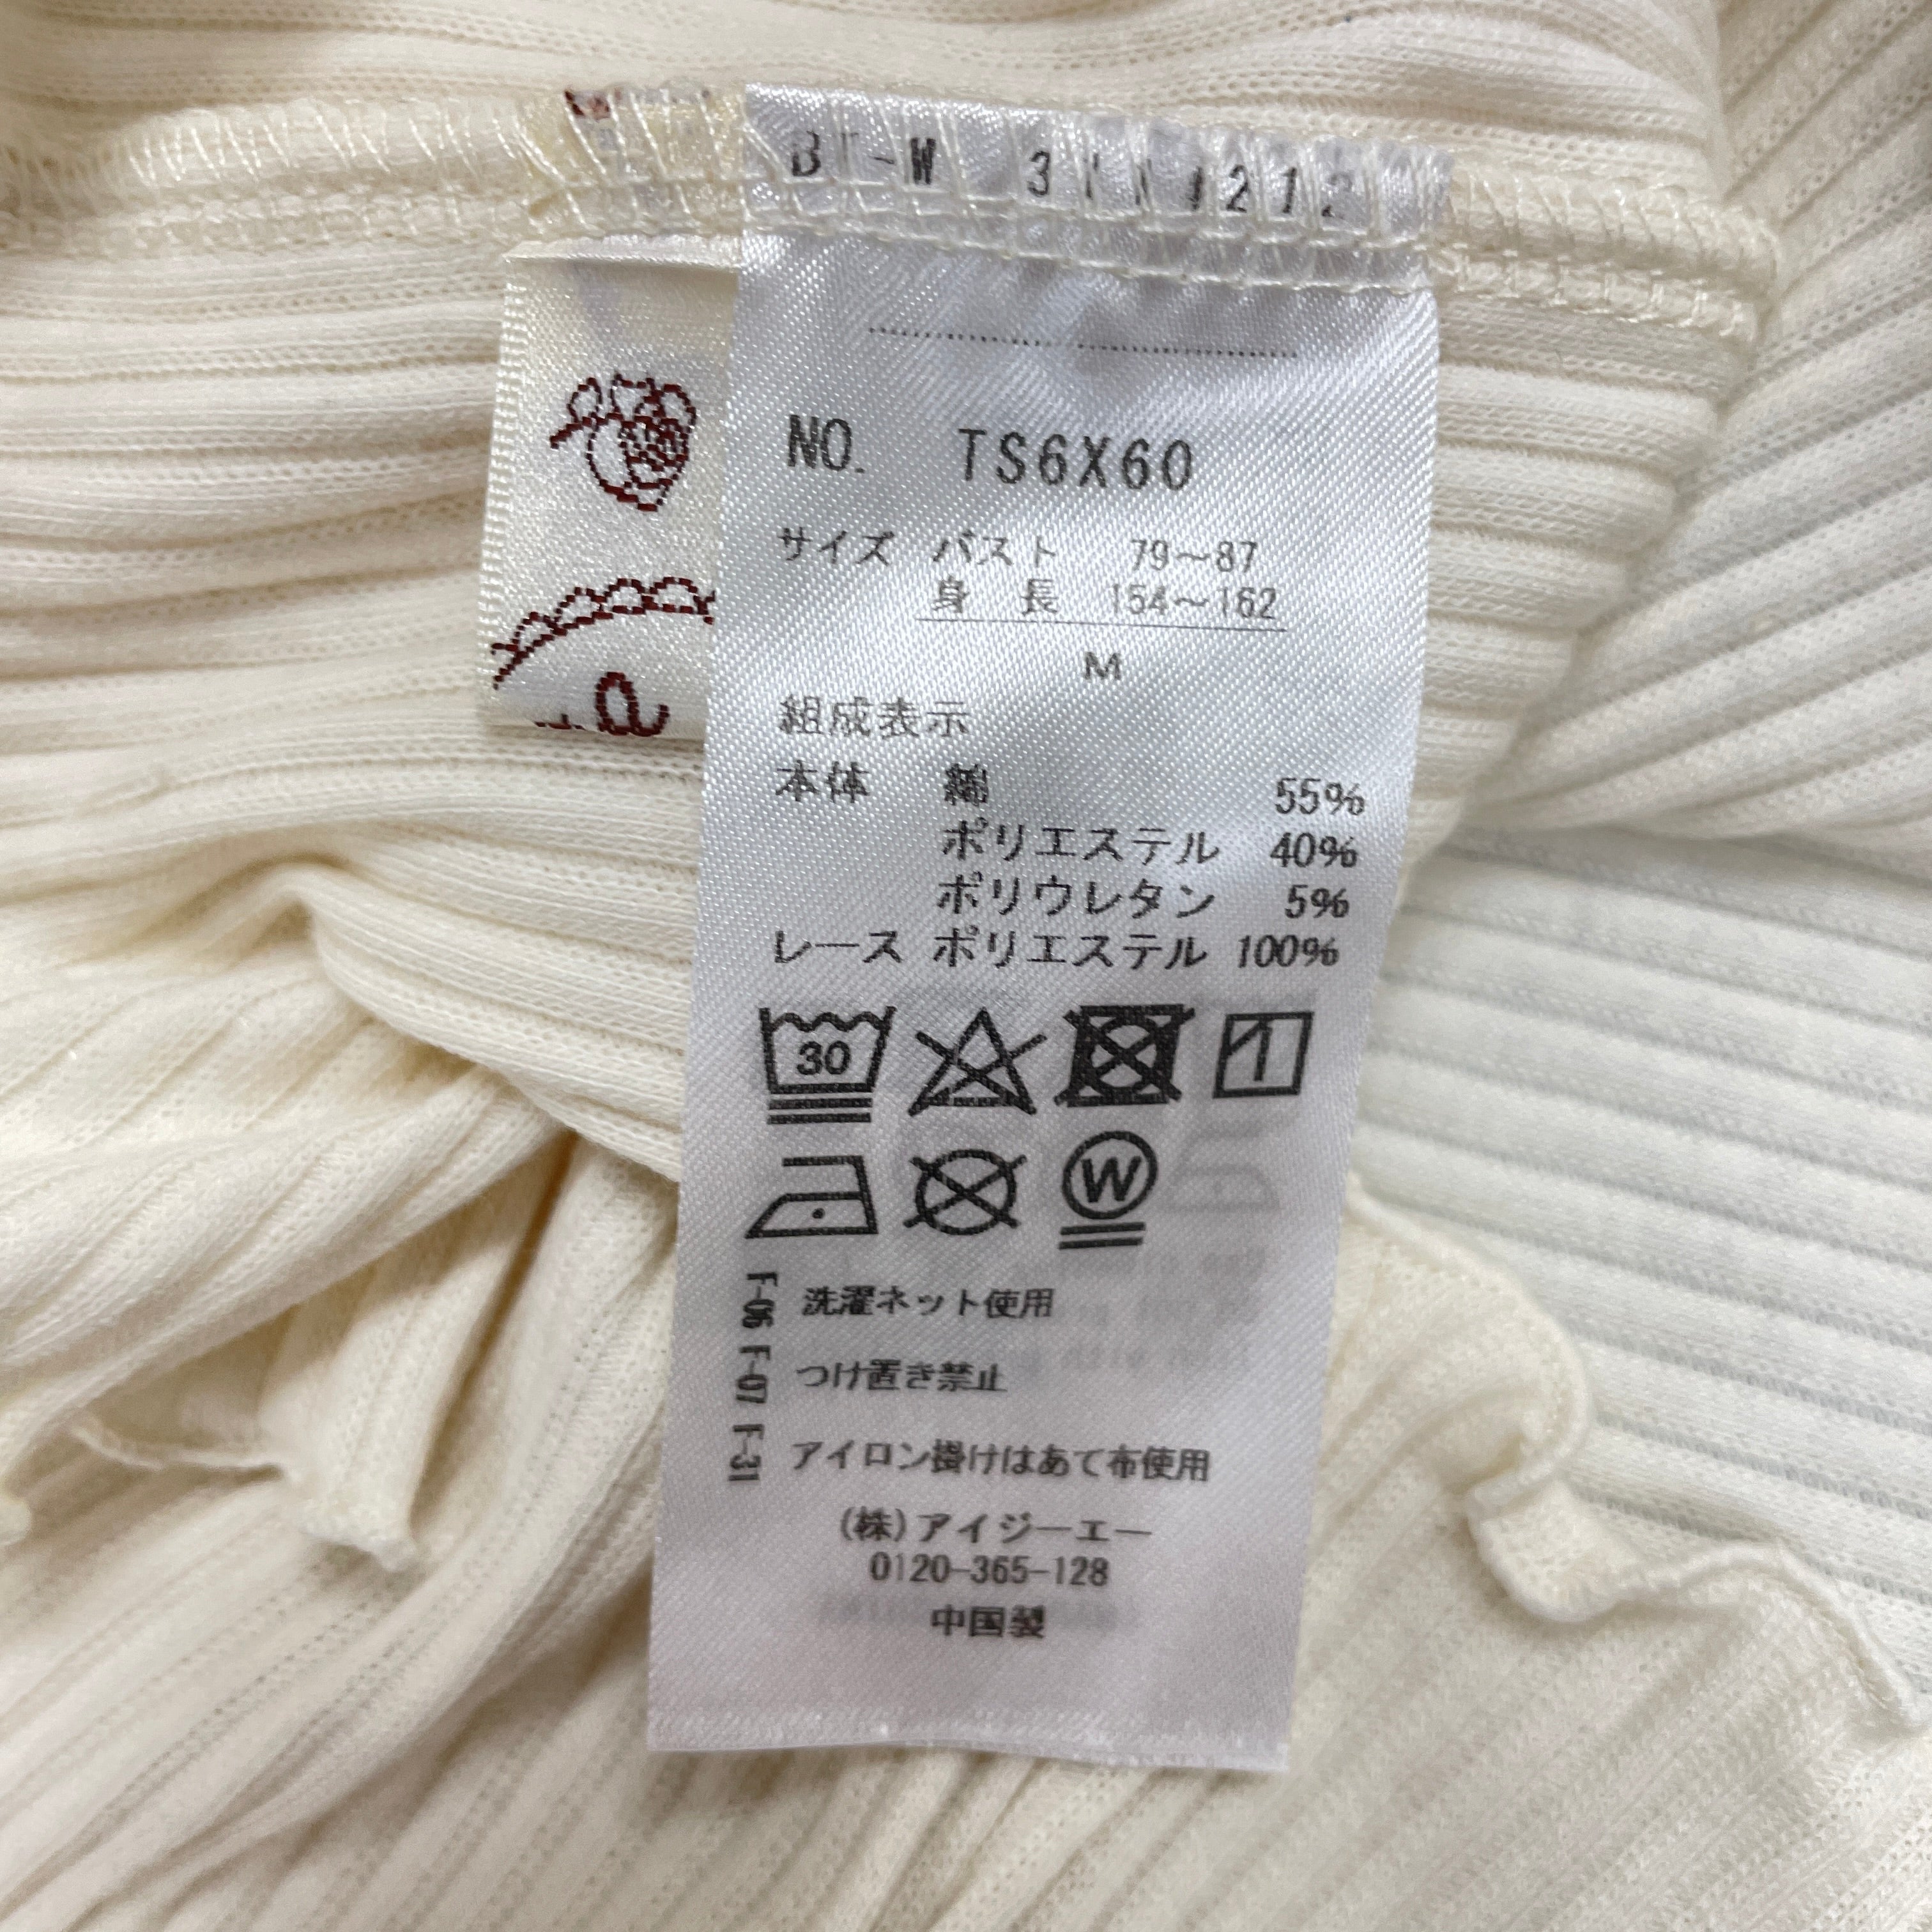 NO. TS6X60
サイズ バスト 79～87
身 長 154～162
M
組成表示
本体 綿 55%
ポリエステル 40%
ポリウレタン 5%
レース ポリエステル 100%
30
1
W
F-06 洗濯ネット使用
F-07 つけ置き禁止
F-31 アイロン掛けはあて布使用
(株)アイジーエー
0120-365-128
中国製